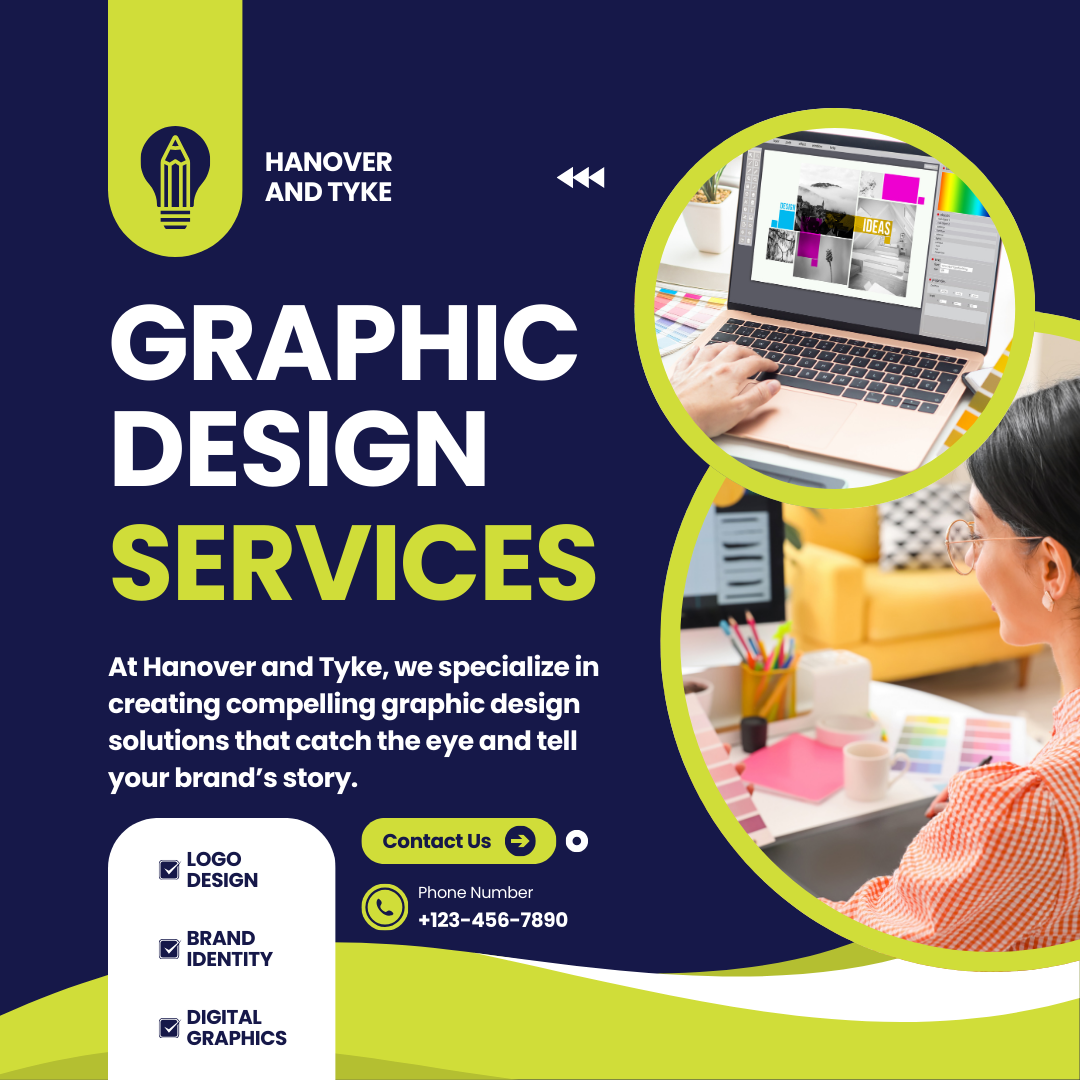 HANOVER
AND TYKE
DESIGN
IDEAS
GRAPHIC
DESIGN
SERVICES
At Hanover and Tyke, we specialize in
creating compelling graphic design
solutions that catch the eye and tell
your brand’s story.
Contact Us
Phone Number
+123-456-7890
LOGO
DESIGN
BRAND
IDENTITY
DIGITAL
GRAPHICS